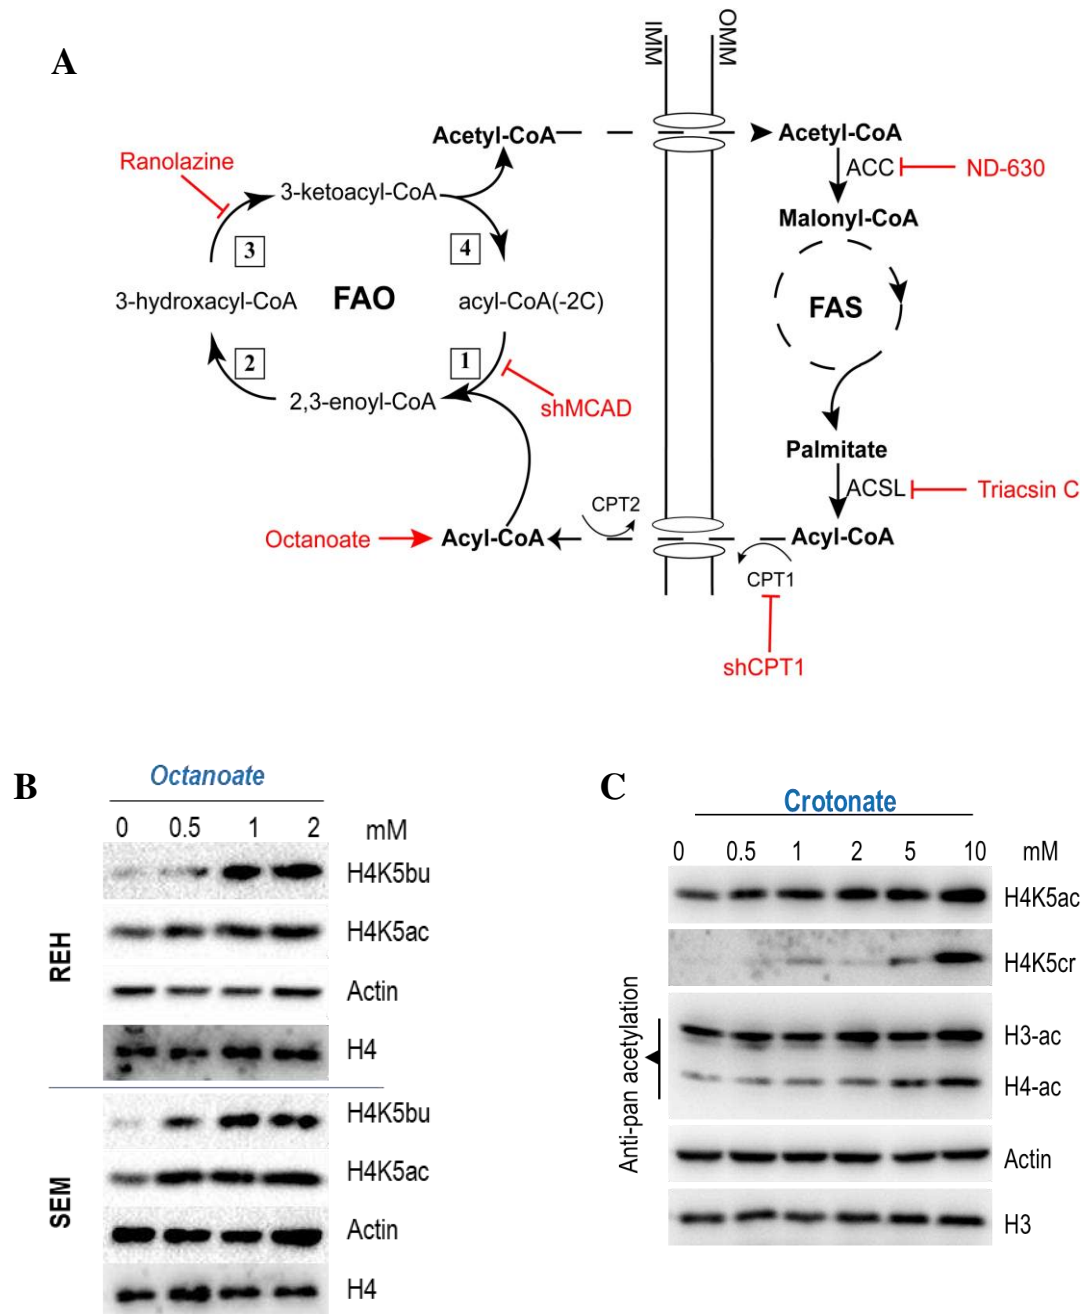 A
IMM
OMM
Acetyl-CoA
Acetyl-CoA
Ranolazine
ACC
ND-630
3-ketoacyl-CoA
Malonyl-CoA
3
4
3-hydroxacyl-CoA
FAO
acyl-CoA(-2C)
FAS
2
1
2,3-enoyl-CoA
shMCAD
Palmitate
ACSL
Triacsin C
CPT2
Octanoate
Acyl-CoA
Acyl-CoA
CPT1
shCPT1
B
Octanoate
0 0.5 1 2 mM
REH
H4K5bu
H4K5ac
Actin
H4
SEM
H4K5bu
H4K5ac
Actin
H4
C
Crotonate
0 0.5 1 2 5 10 mM
H4K5ac
H4K5cr
Anti-pan acetylation
H3-ac
H4-ac
Actin
H3